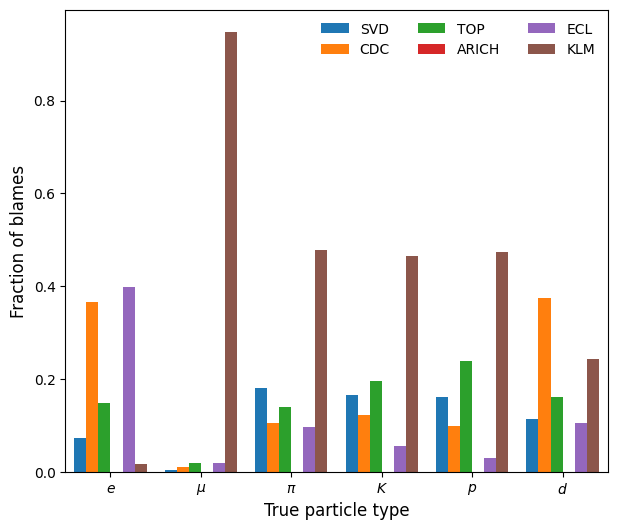 SVD TOP ECL
CDC ARICH KLM
Fraction of blames
0.8
0.6
0.4
0.2
0.0
e μ π K p d
True particle type